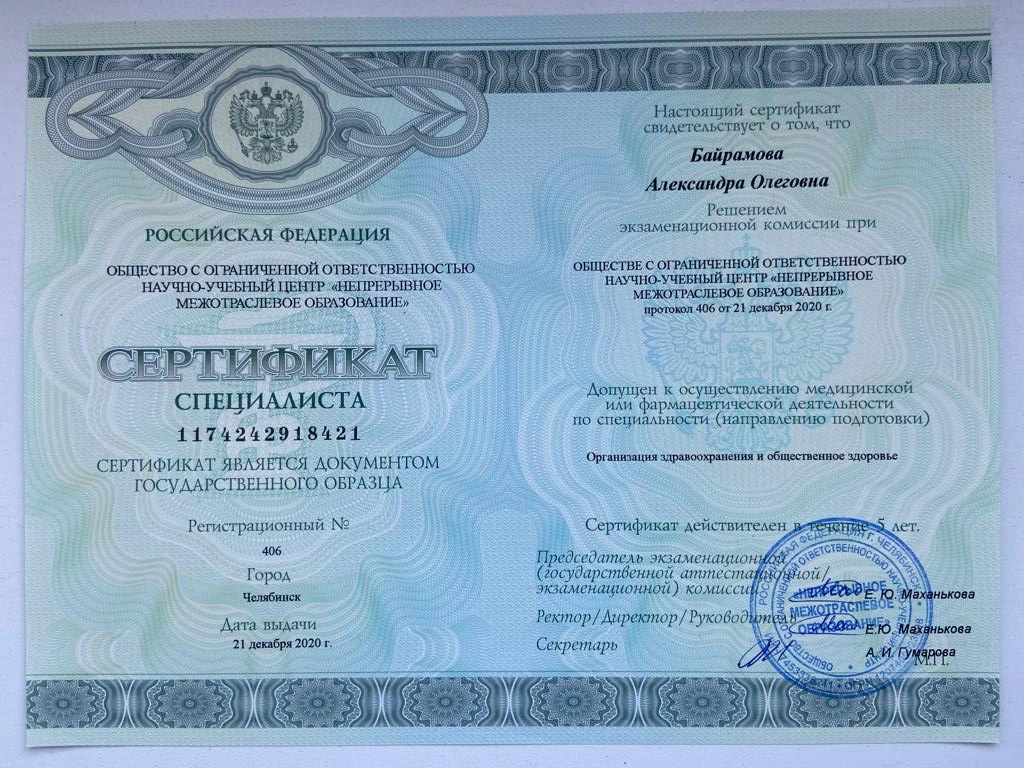 РОССИЙСКАЯ ФЕДЕРАЦИЯ
ОБЩЕСТВО С ОГРАНИЧЕННОЙ ОТВЕТСТВЕННОСТЬЮ
НАУЧНО-УЧЕБНЫЙ ЦЕНТР «НЕПРЕРЫВНОЕ
МЕЖОТРАСЛЕВОЕ ОБРАЗОВАНИЕ»
СЕРТИФИКАТ
СПЕЦИАЛИСТА
1174242918421
СЕРТИФИКАТ ЯВЛЯЕТСЯ ДОКУМЕНТОМ
ГОСУДАРСТВЕННОГО ОБРАЗЦА
Регистрационный №
406
Город
Челябинск
Дата выдачи
21 декабря 2020 г.
Настоящий сертификат
свидетельствует о том, что
Байрамова
Александра Олеговна
Решением
экзаменационной комиссии при
ОБЩЕСТВЕ С ОГРАНИЧЕННОЙ ОТВЕТСТВЕННОСТЬЮ
НАУЧНО-УЧЕБНЫЙ ЦЕНТР «НЕПРЕРЫВНОЕ
МЕЖОТРАСЛЕВОЕ ОБРАЗОВАНИЕ»
протокол 406 от 21 декабря 2020 г.
Допущен к осуществлению медицинской
или фармацевтической деятельности
по специальности (направлению подготовки)
Организация здравоохранения и общественное здоровье
Сертификат действителен в течение 5 лет.
Председатель экзаменационной
(государственной аттестационной/
экзаменационной) комиссии
Е. Ю. Маханькова
Ректор/Директор/Руководитель
Е.Ю. Маханькова
Секретарь
А. И. Гумарова
М.П.
РОССИЙСКАЯ ФЕДЕРАЦИЯ Г. ЧЕЛЯБИНСК
ОБЩЕСТВО С ОГРАНИЧЕННОЙ ОТВЕТСТВЕННОСТЬЮ НАУЧНО-УЧЕБНЫЙ ЦЕНТР
«НЕПРЕРЫВНОЕ
МЕЖОТРАСЛЕВОЕ
ОБРАЗОВАНИЕ»